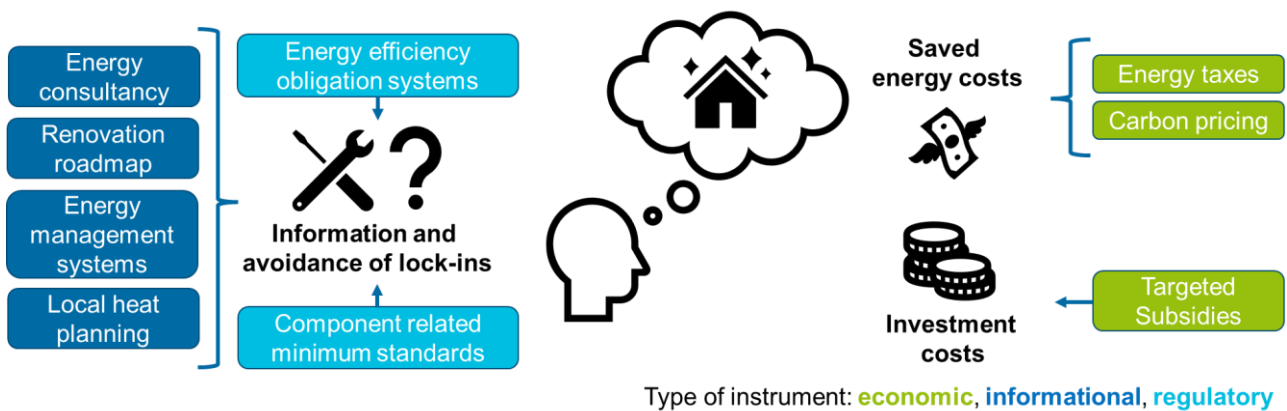 Energy
consultancy
Renovation
roadmap
Energy
management
systems
Local heat
planning
Energy efficiency
obligation systems
Information and
avoidance of lock-ins
Component related
minimum standards
Saved
energy costs
Investment
costs
Energy taxes
Carbon pricing
Targeted
Subsidies
Type of instrument: economic, informational, regulatory